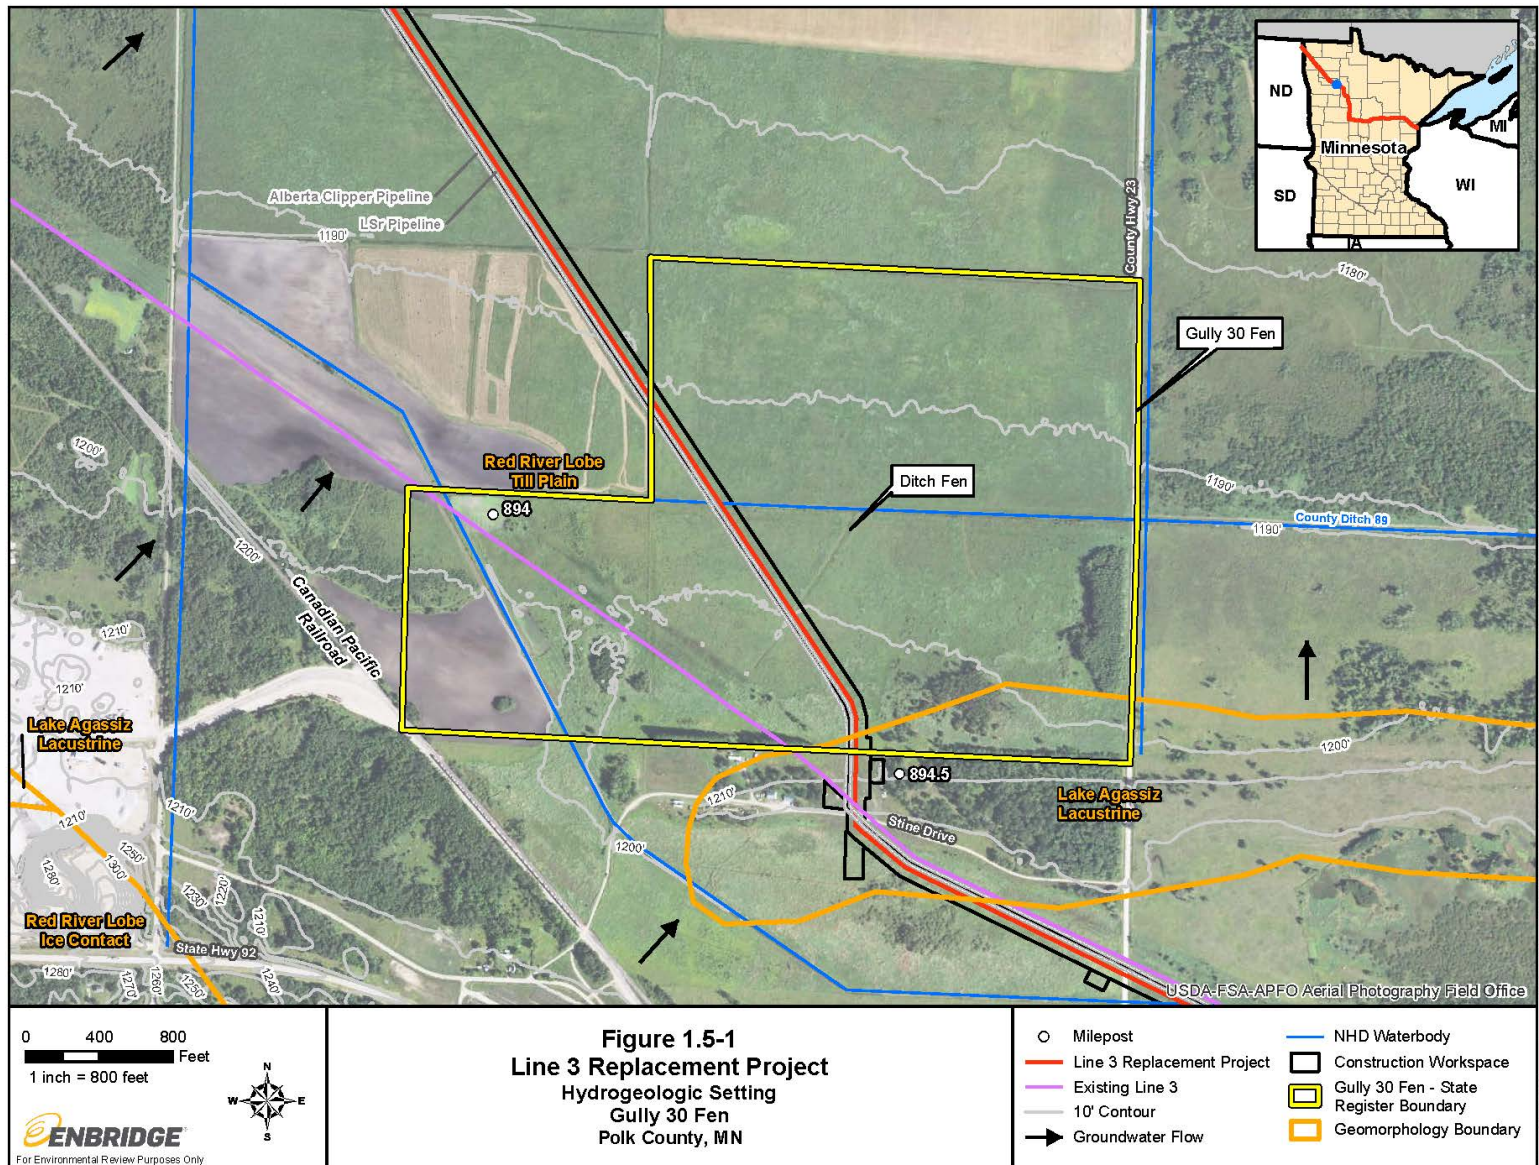 ND
SD
Minnesota
MI
WI
IA
County Hwy 23
Alberta Clipper Pipeline
LSr Pipeline
1190'
1180'
Gully 30 Fen
1200'
Red River Lobe
Till Plain
894
Ditch Fen
1190'
County Ditch 89
1190'
1200'
Canadian Pacific
Railroad
1210'
1210'
Lake Agassiz
Lacustrine
1200'
894.5
1210'
Lake Agassiz
Lacustrine
Stine Drive
1210'
1210'
1200'
1250'
1300'
1280'
1230'
1220'
1210'
Red River Lobe
Ice Contact
State Hwy 92
1280'
1270'
1260'
1250'
1240'
USDA-FSA-APFO Aerial Photography Field Office
0 400 800
Feet
1 inch = 800 feet
N
W E
S
ENBRIDGE
For Environmental Review Purposes Only
Figure 1.5-1
Line 3 Replacement Project
Hydrogeologic Setting
Gully 30 Fen
Polk County, MN
Milepost
Line 3 Replacement Project
Existing Line 3
10' Contour
Groundwater Flow
NHD Waterbody
Construction Workspace
Gully 30 Fen - State
Register Boundary
Geomorphology Boundary